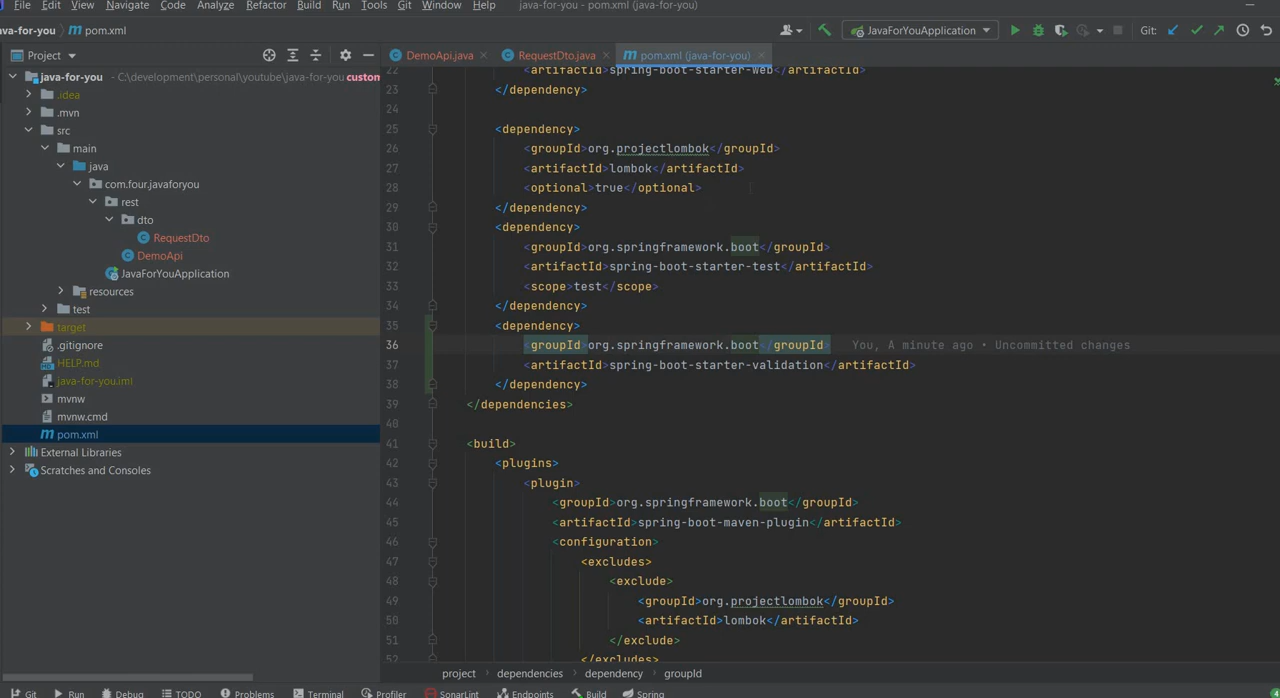 File Edit View Navigate Code Analyze Refactor Build Run Tools Git Window Help java-for-you - pom.xml (java-for-you)
ava-for-you m pom.xml JavaForYouApplication Git:
Project
DemoApi.java RequestDto.java m pom.xml (java-for-you)
java-for-you - C:\development\personal\youtube\java-for-you custom
.idea
.mvn
src
main
java
com.four.javaforyou
rest
dto
RequestDto
DemoApi
JavaForYouApplication
resources
test
target
.gitignore
HELP.md
java-for-you.iml
mvnw
mvnw.cmd
m pom.xml
External Libraries
Scratches and Consoles
22 <artifactId>spring-boot-starter-web</artifactId>
23 </dependency>
24
25 <dependency>
26 <groupId>org.projectlombok</groupId>
27 <artifactId>lombok</artifactId>
28 <optional>true</optional>
29 </dependency>
30 <dependency>
31 <groupId>org.springframework.boot</groupId>
32 <artifactId>spring-boot-starter-test</artifactId>
33 <scope>test</scope>
34 </dependency>
35 <dependency>
36 <groupId>org.springframework.boot</groupId> You, A minute ago • Uncommitted changes
37 <artifactId>spring-boot-starter-validation</artifactId>
38 </dependency>
39 </dependencies>
40
41 <build>
42 <plugins>
43 <plugin>
44 <groupId>org.springframework.boot</groupId>
45 <artifactId>spring-boot-maven-plugin</artifactId>
46 <configuration>
47 <excludes>
48 <exclude>
49 <groupId>org.projectlombok</groupId>
50 <artifactId>lombok</artifactId>
51 </exclude>
52 </excludes>
project dependencies dependency groupId
Git Run Debug TODO Problems Terminal Profiler SonarLint Endpoints Build Spring 4